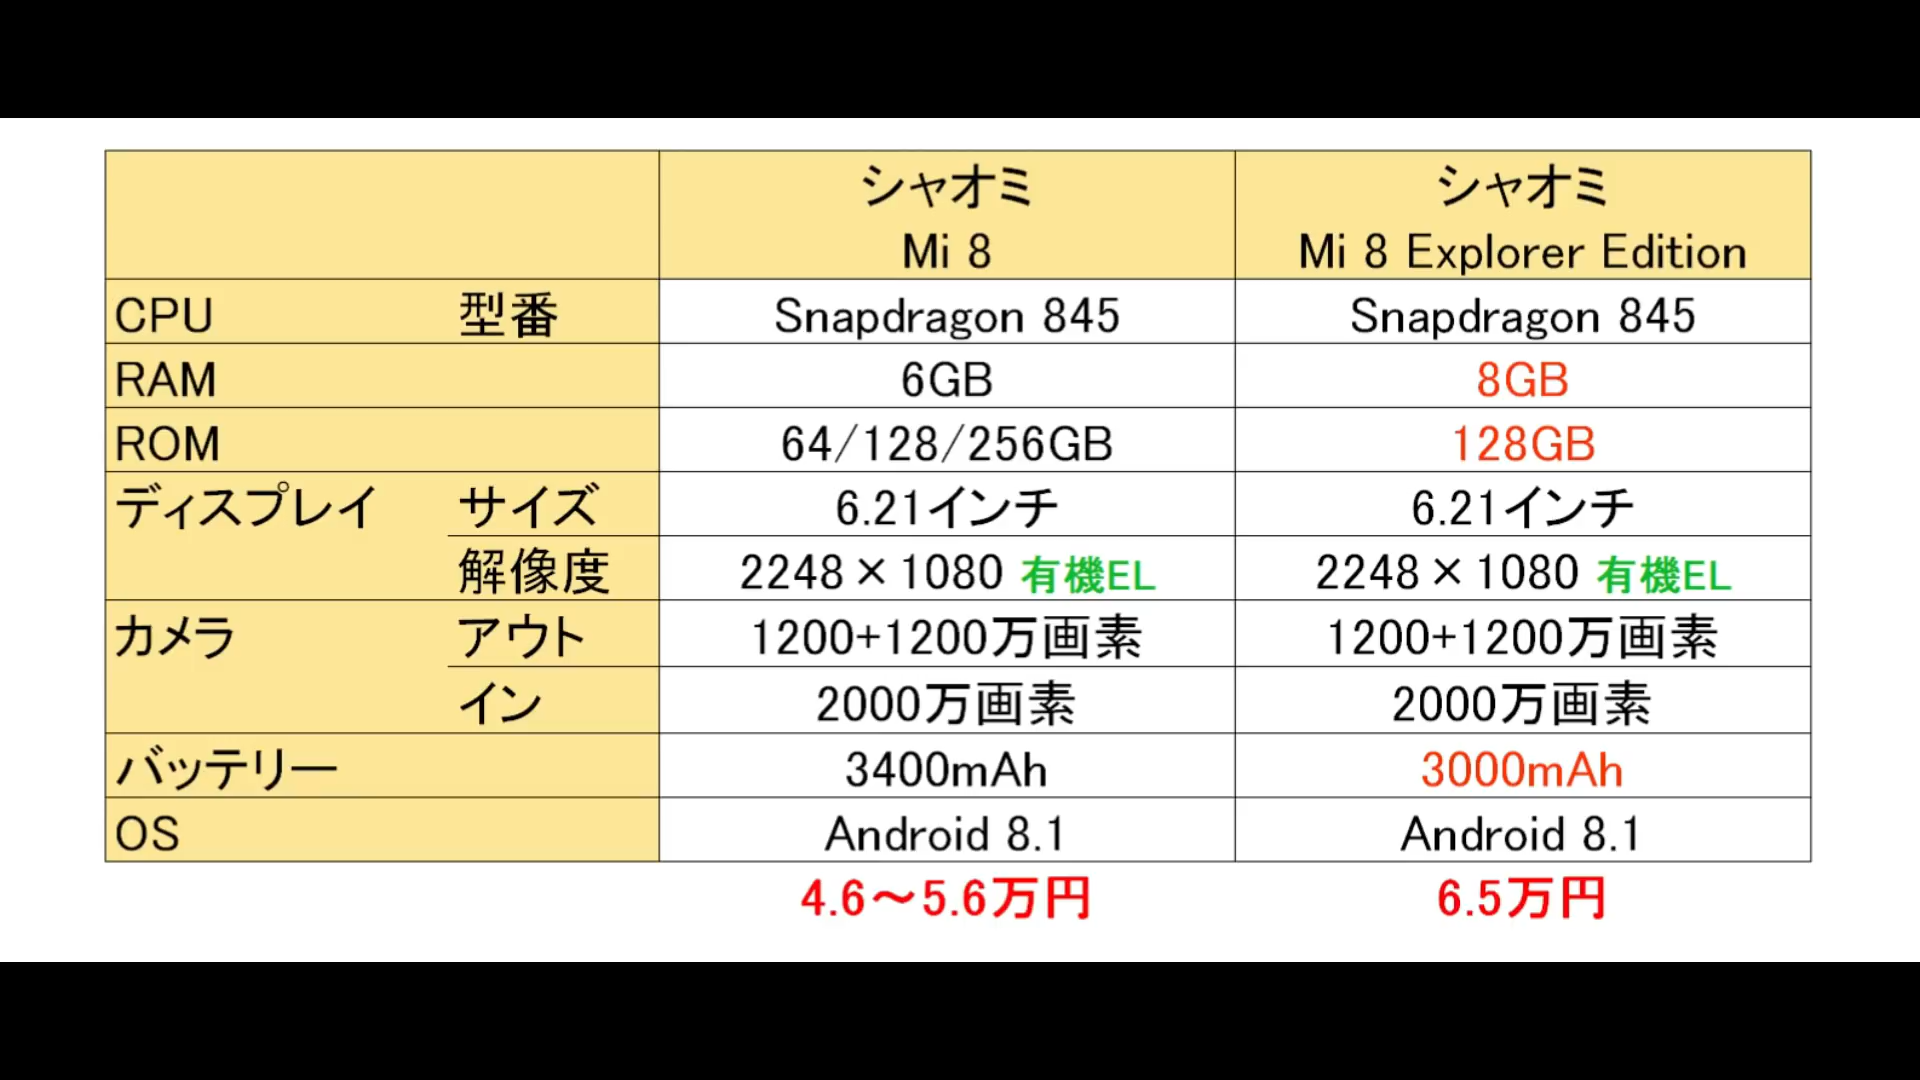 シャオミ シャオミ
Mi 8 Mi 8 Explorer Edition
CPU 型番 Snapdragon 845 Snapdragon 845
RAM 6GB 8GB
ROM 64/128/256GB 128GB
ディスプレイ サイズ 6.21インチ 6.21インチ
解像度 2248×1080 有機EL 2248×1080 有機EL
カメラ アウト 1200+1200万画素 1200+1200万画素
イン 2000万画素 2000万画素
バッテリー 3400mAh 3000mAh
OS Android 8.1 Android 8.1
4.6～5.6万円 6.5万円